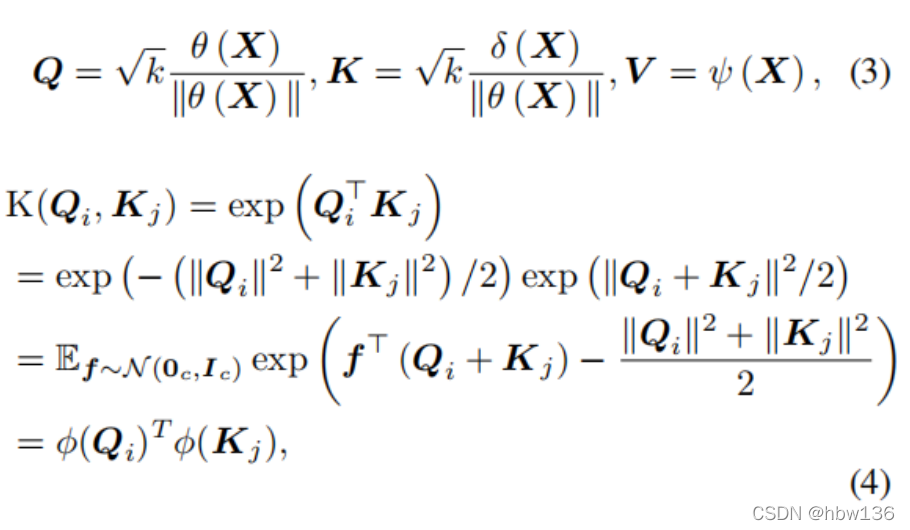 Q = √k θ(X) / ‖θ(X)‖, K = √k δ(X) / ‖θ(X)‖, V = ψ(X), (3)
K(Q_i, K_j) = exp(Q_i^⊤ K_j)
= exp(−(‖Q_i‖² + ‖K_j‖²)/2) exp(‖Q_i + K_j‖²/2)
= 𝔼_{f∼𝒩(0_c, I_c)} exp(f^⊤(Q_i + K_j) − (‖Q_i‖² + ‖K_j‖²) / 2)
= ϕ(Q_i)^T ϕ(K_j),
(4)
CSDN @hbw136